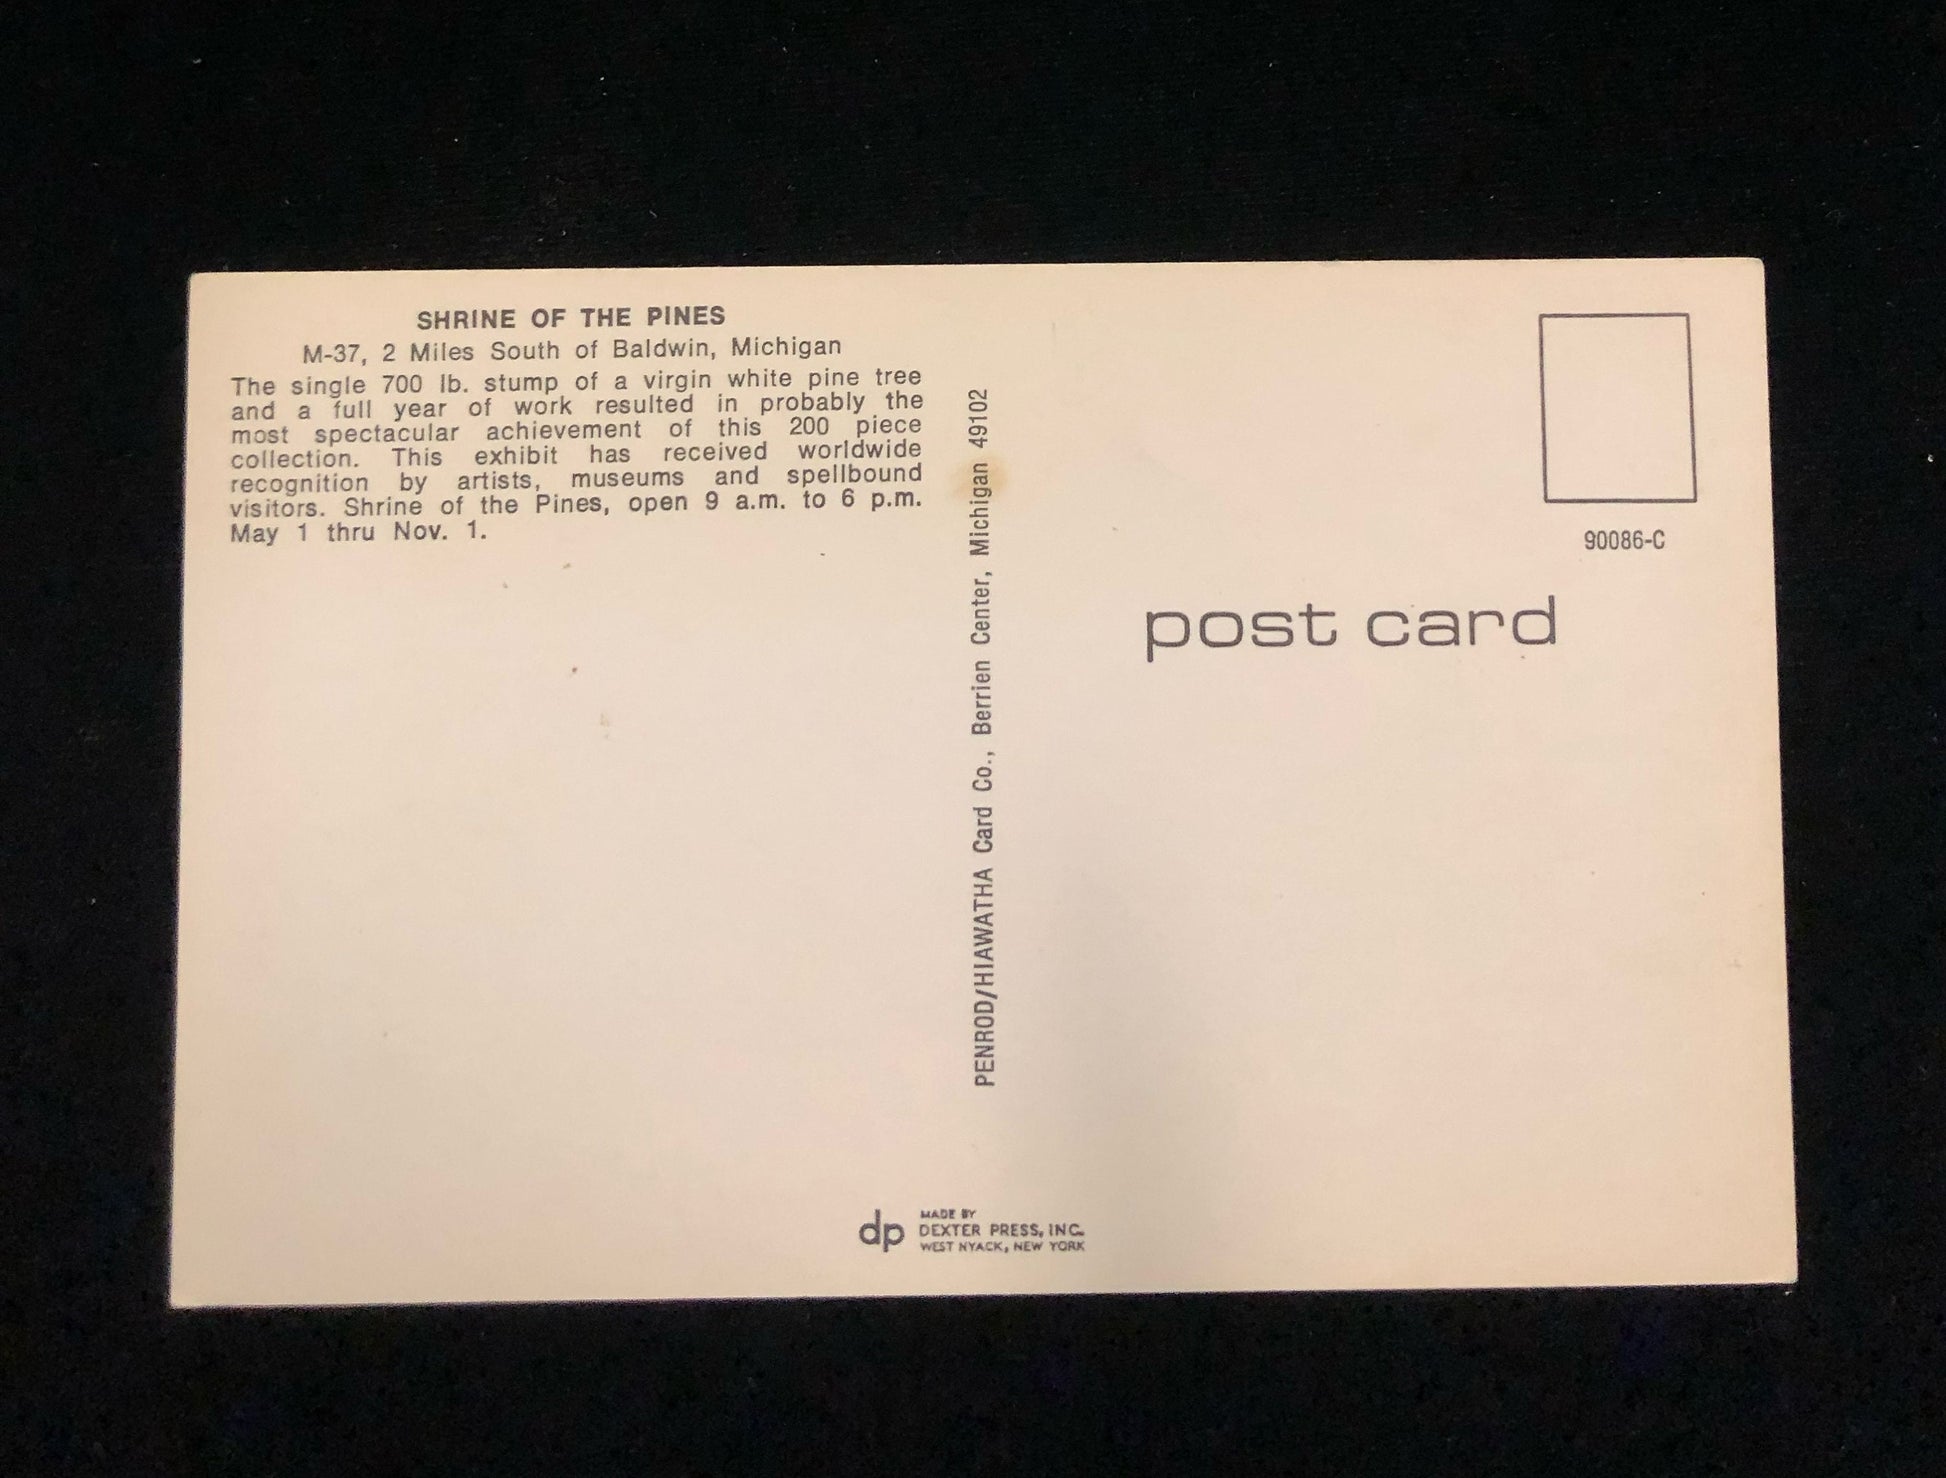 SHRINE OF THE PINES
M-37, 2 Miles South of Baldwin, Michigan
The single 700 lb. stump of a virgin white pine tree
and a full year of work resulted in probably the
most spectacular achievement of this 200 piece
collection. This exhibit has received worldwide
recognition by artists, museums and spellbound
visitors. Shrine of the Pines, open 9 a.m. to 6 p.m.
May 1 thru Nov. 1.
PENROD/HIAWATHA Card Co., Berrien Center, Michigan 49102
90086-C
post card
dp
MADE BY
DEXTER PRESS, INC.
WEST NYACK, NEW YORK